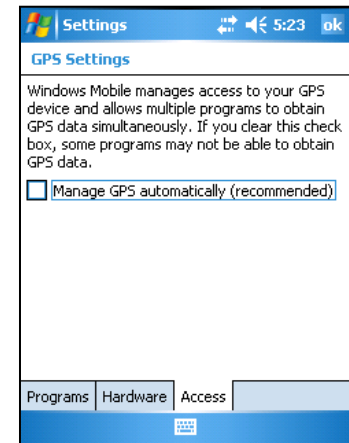 Settings 5:23 ok
GPS Settings
Windows Mobile manages access to your GPS
device and allows multiple programs to obtain
GPS data simultaneously. If you clear this check
box, some programs may not be able to obtain
GPS data.
Manage GPS automatically (recommended)
Programs Hardware Access